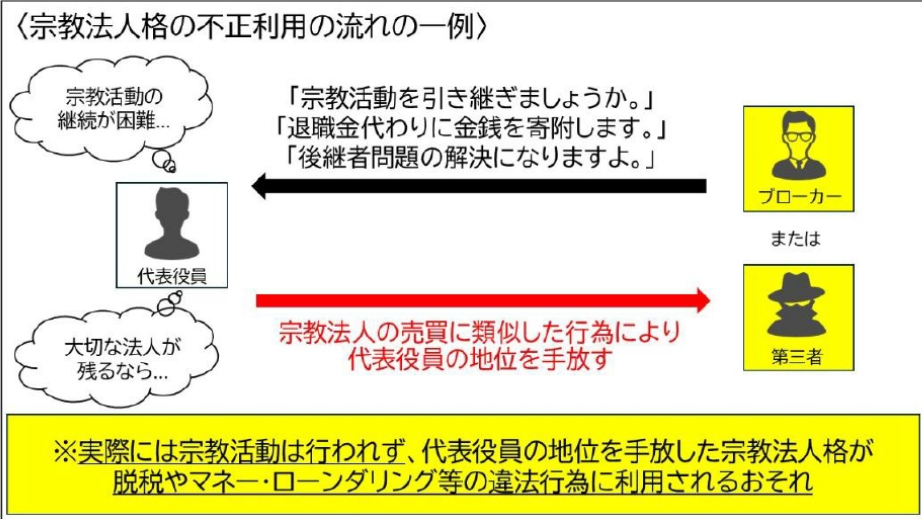 〈宗教法人格の不正利用の流れの一例〉
宗教活動の
継続が困難…
「宗教活動を引き継ぎましょうか。」
「退職金代わりに金銭を寄附します。」
「後継者問題の解決になりますよ。」
ブローカー
または
代表役員
大切な法人が
残るなら…
宗教法人の売買に類似した行為により
代表役員の地位を手放す
第三者
※実際には宗教活動は行われず、代表役員の地位を手放した宗教法人格が
脱税やマネー・ローンダリング等の違法行為に利用されるおそれ